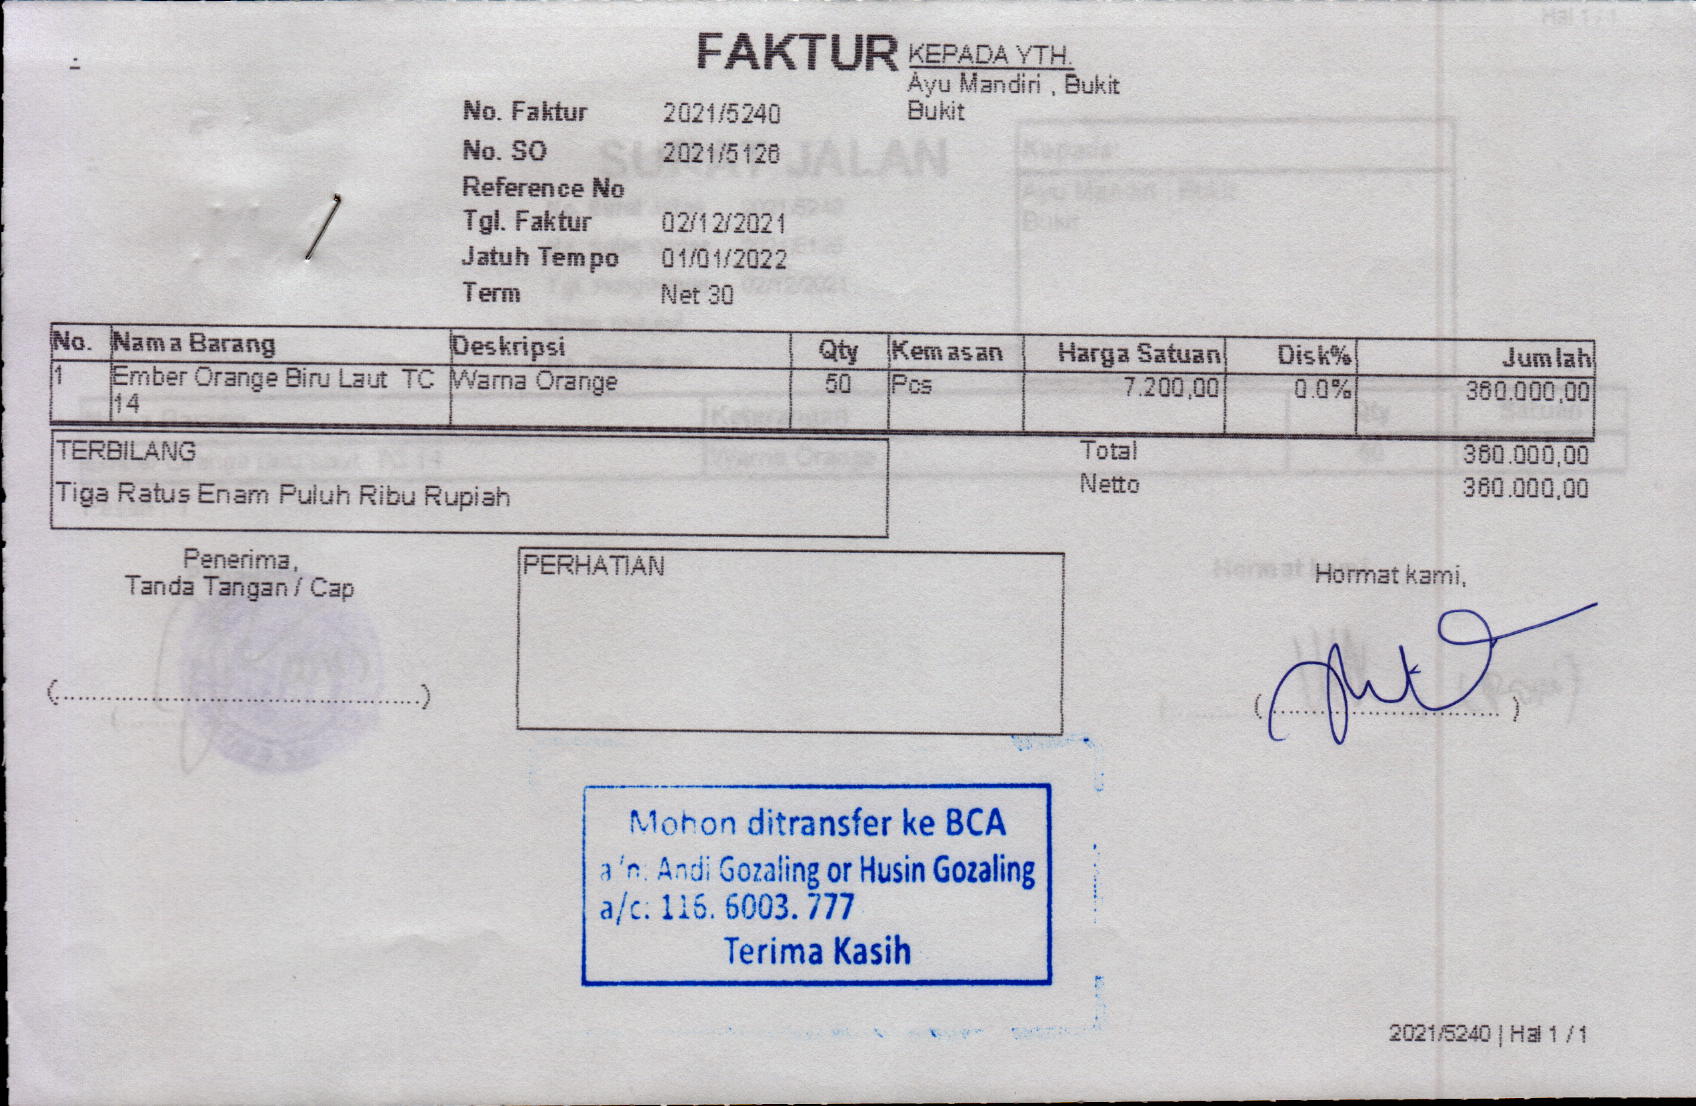 FAKTUR
KEPADA YTH.
Ayu Mandiri , Bukit
Bukit
No. Faktur 2021/5240
No. SO 2021/5126
Reference No
Tgl. Faktur 02/12/2021
Jatuh Tempo 01/01/2022
Term Net 30
No. Nama Barang Deskripsi Qty Kemasan Harga Satuan Disk% Jumlah
1 Ember Orange Biru Laut TC Warna Orange 50 Pcs 7.200,00 0.0% 360.000,00
14
TERBILANG
Tiga Ratus Enam Puluh Ribu Rupiah
Total 360.000,00
Netto 360.000,00
Penerima,
Tanda Tangan / Cap
PERHATIAN
Hormat kami,
Mohon ditransfer ke BCA
a/n: Andi Gozaling or Husin Gozaling
a/c: 116. 6003. 777
Terima Kasih
2021/5240 | Hal 1 / 1